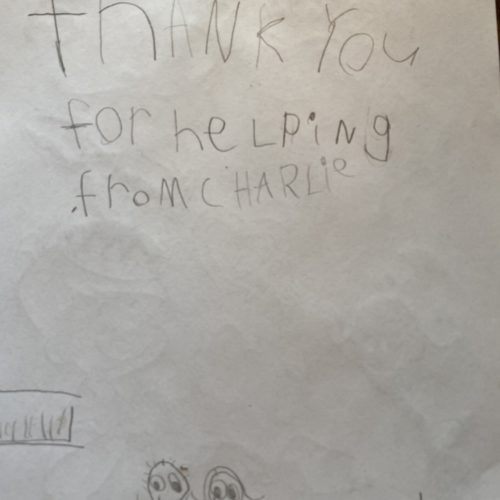 thANK You
for heLPiNg
froM CHARLie